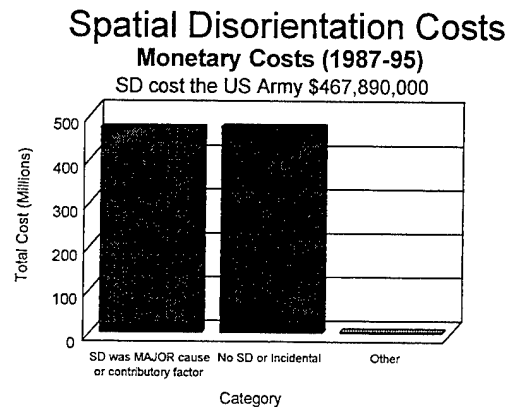 Spatial Disorientation Costs
Monetary Costs (1987-95)
SD cost the US Army $467,890,000
500
400
300
200
100
0
Total Cost (Millions)
SD was MAJOR cause
or contributory factor
No SD or Incidental
Other
Category